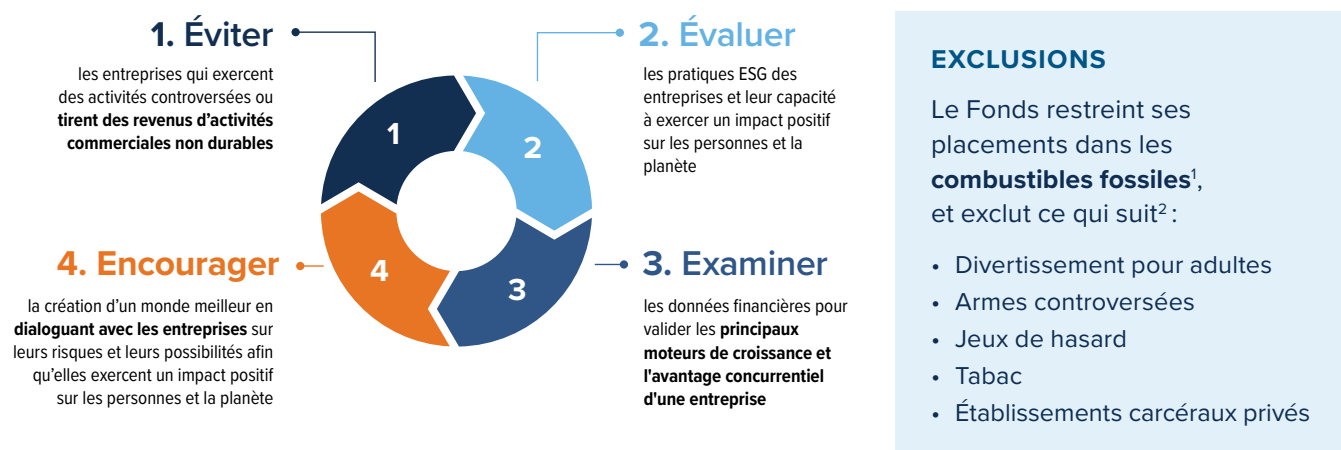 1. Éviter
les entreprises qui exercent
des activités controversées ou
tirent des revenus d’activités
commerciales non durables
2. Évaluer
les pratiques ESG des
entreprises et leur capacité
à exercer un impact positif
sur les personnes et la
planète
1
2
3
4
3. Examiner
les données financières pour
valider les principaux
moteurs de croissance et
l'avantage concurrentiel
d'une entreprise
4. Encourager
la création d’un monde meilleur en
dialoguant avec les entreprises sur
leurs risques et leurs possibilités afin
qu’elles exercent un impact positif
sur les personnes et la planète
EXCLUSIONS
Le Fonds restreint ses
placements dans les
combustibles fossiles¹,
et exclut ce qui suit² :
• Divertissement pour adultes
• Armes controversées
• Jeux de hasard
• Tabac
• Établissements carcéraux privés